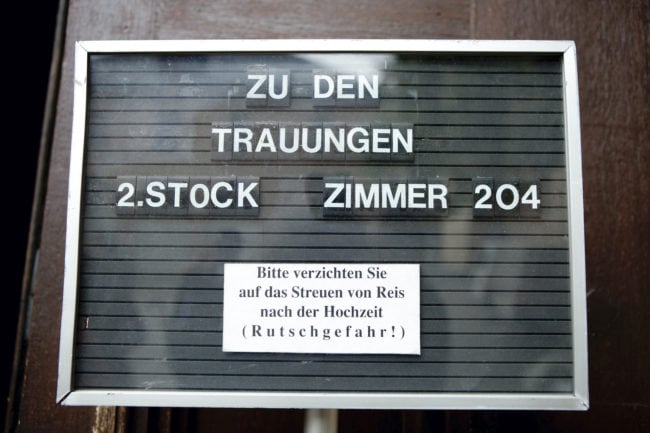 ZU DEN
TRAUUNGEN
2.STOCK ZIMMER 204
Bitte verzichten Sie
auf das Streuen von Reis
nach der Hochzeit
(Rutschgefahr!)